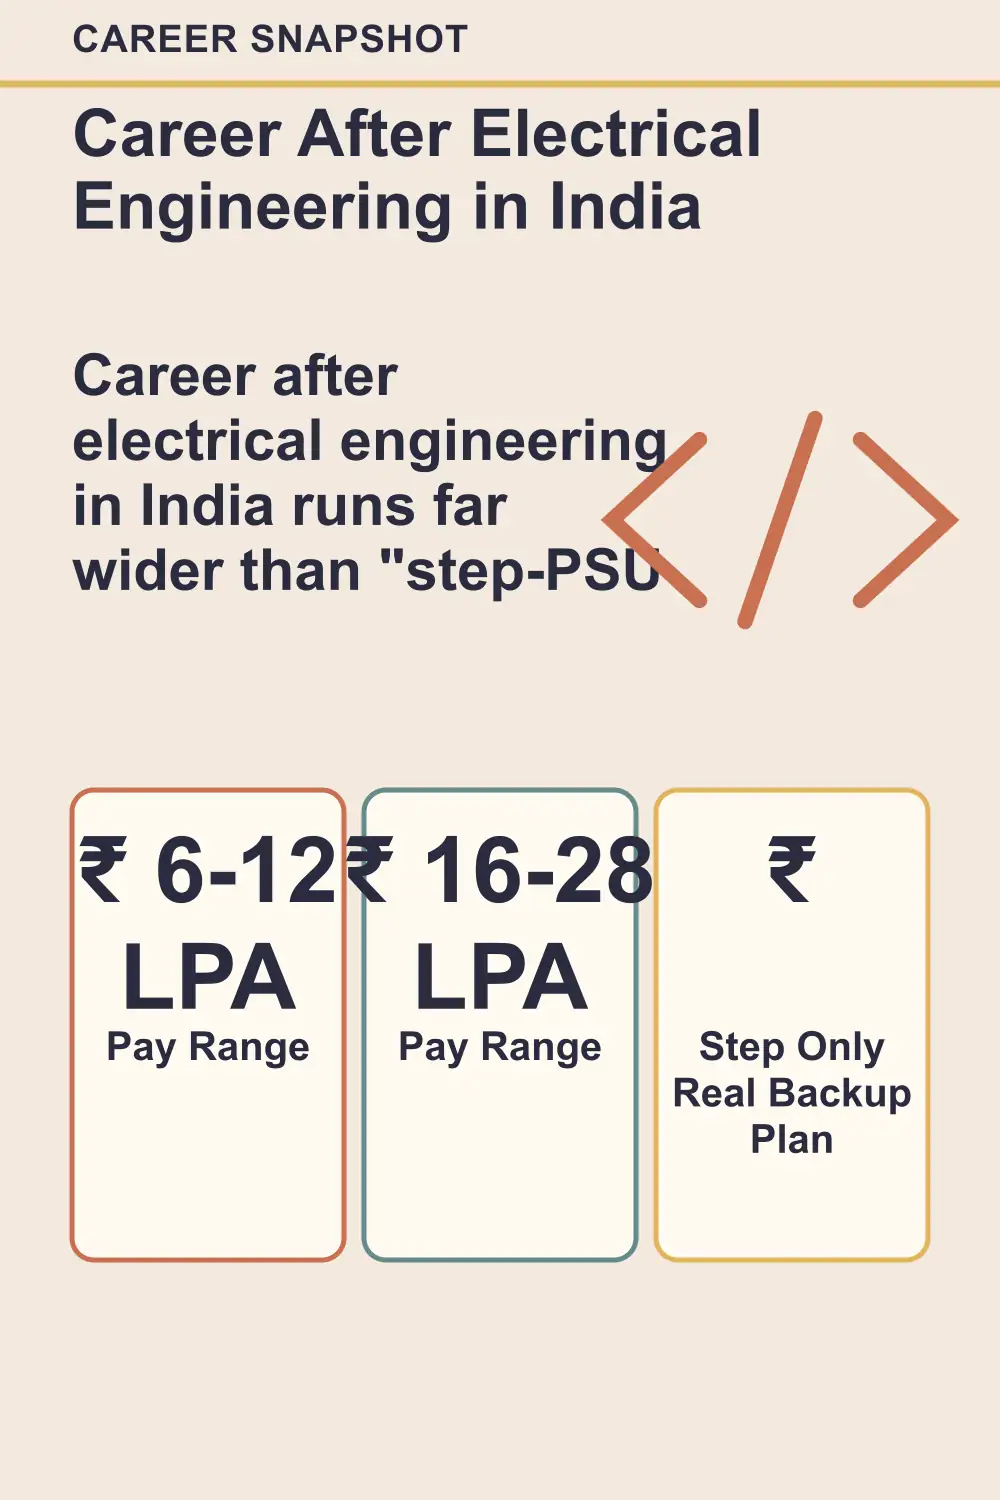 CAREER SNAPSHOT
Career After Electrical
Engineering in India
Career after
electrical engineering
in India runs far
wider than "step-PSU
₹ 6-12
LPA
Pay Range
₹ 16-28
LPA
Pay Range
₹
Step Only
Real Backup
Plan